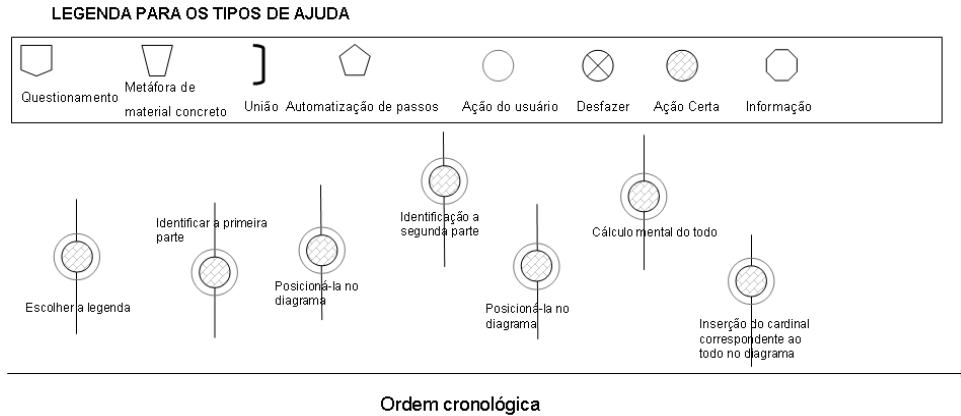 LEGENDA PARA OS TIPOS DE AJUDA
Questionamento
Metáfora de
material concreto
União
Automatização de passos
Ação do usuário
Desfazer
Ação Certa
Informação
Escolher a legenda
Identificar a primeira
parte
Posicioná-la no
diagrama
Identificação a
segunda parte
Posicioná-la no
diagrama
Cálculo mental do todo
Inserção do cardinal
correspondente ao
todo no diagrama
Ordem cronológica